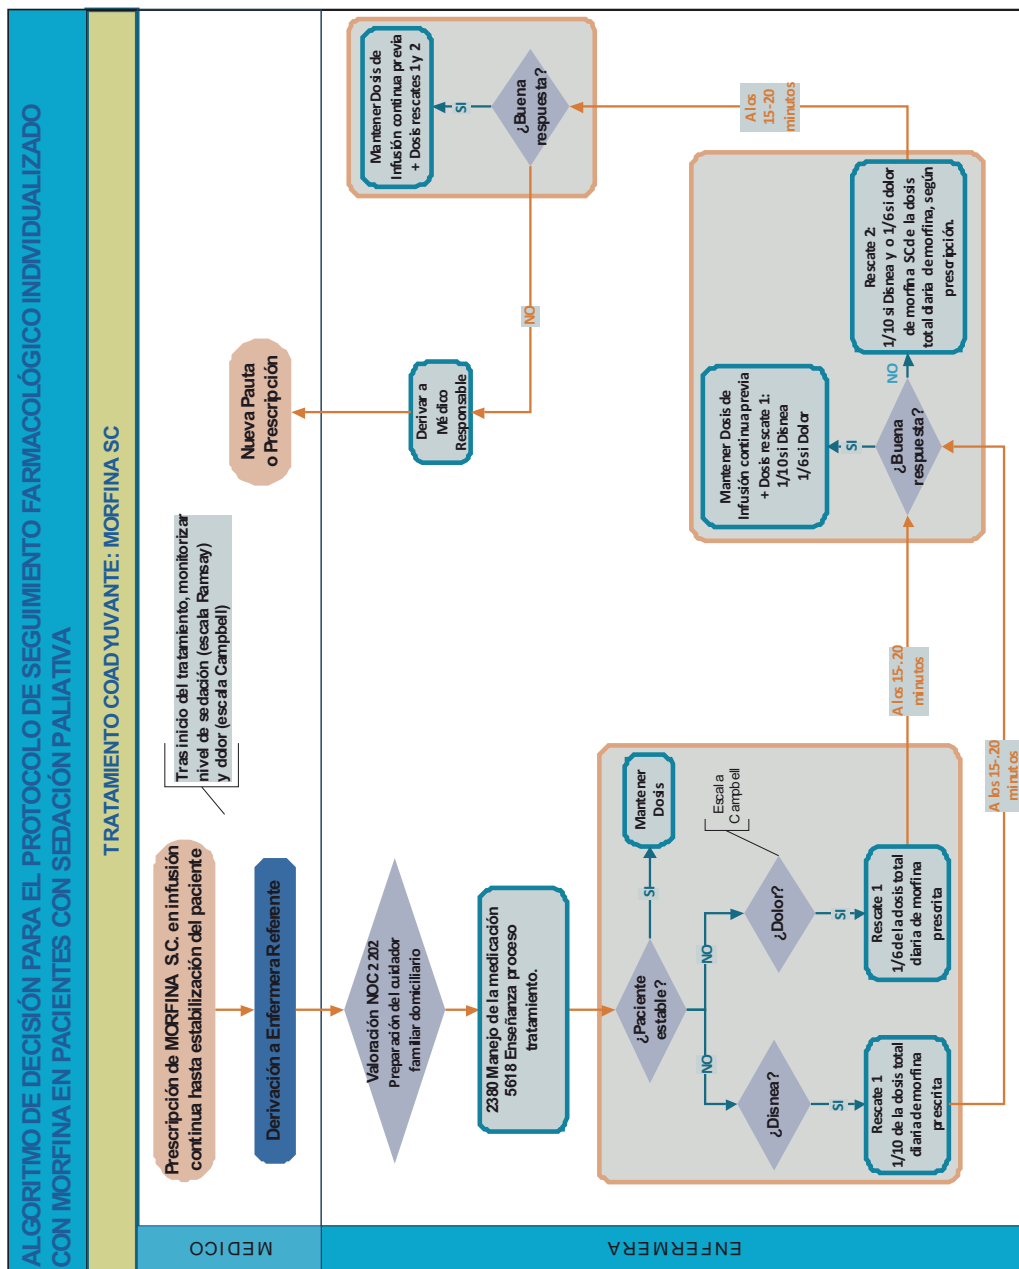 ALGORITMO DE DECISIÓN PARA EL PROTOCOLO DE SEGUIMIENTO FARMACOLÓGICO INDIVIDUALIZADO
CON MORFINA EN PACIENTES CON SEDACIÓN PALIATIVA
TRATAMIENTO COADYUVANTE: MORFINA SC
MEDICO
Prescripción de MORFINA S.C. en infusión
continua hasta estabilización del paciente
Tras inicio del tratamiento, monitorizar
nivel de sedación (escala Ramsay)
y dolor (escala Campbell)
Derivación a Enfermera Referente
Nueva Pauta
o Prescripción
ENFERMERA
Valoración NOC 2202
Preparación del cuidador
familiar domiciliario
2380 Manejo de la medicación
5618 Enseñanza proceso
tratamiento.
¿Paciente
estable?
SI
Mantener
Dosis
NO
NO
¿Disnea?
¿Dolor?
Escala
Campbell
SI
SI
Rescate 1
1/10 de la dosis total
diaria de morfina
prescrita
Rescate 1
1/6 de la dosis total
diaria de morfina
prescrita
A los 15-.20
minutos
A los 15-.20
minutos
¿Buena
respuesta?
SI
Mantener Dosis de
Infusión continua previa
+ Dosis rescate 1:
1/10 si Disnea
1/6 si Dolor
NO
Rescate 2:
1/10 si Disnea y o 1/6 si dolor
de morfina SC de la dosis
total diaria de morfina, según
prescripción.
A los
15-20
minutos
¿Buena
respuesta?
SI
Mantener Dosis de
Infusión continua previa
+ Dosis rescates 1 y 2
NO
Derivar a
Médico
Responsable